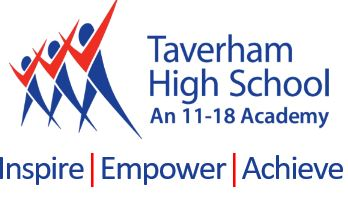 Taverham
High School
An 11-18 Academy
Inspire|Empower|Achieve